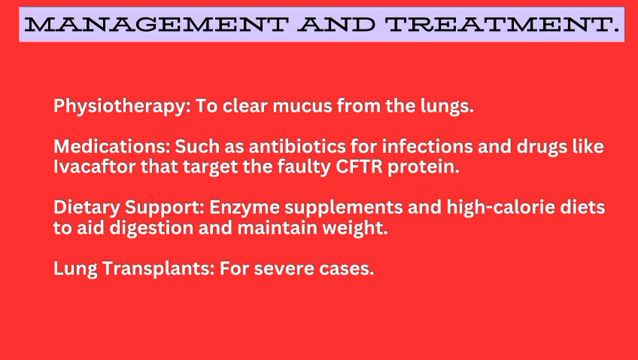 MANAGEMENT AND TREATMENT.
Physiotherapy: To clear mucus from the lungs.
Medications: Such as antibiotics for infections and drugs like
Ivacaftor that target the faulty CFTR protein.
Dietary Support: Enzyme supplements and high-calorie diets
to aid digestion and maintain weight.
Lung Transplants: For severe cases.